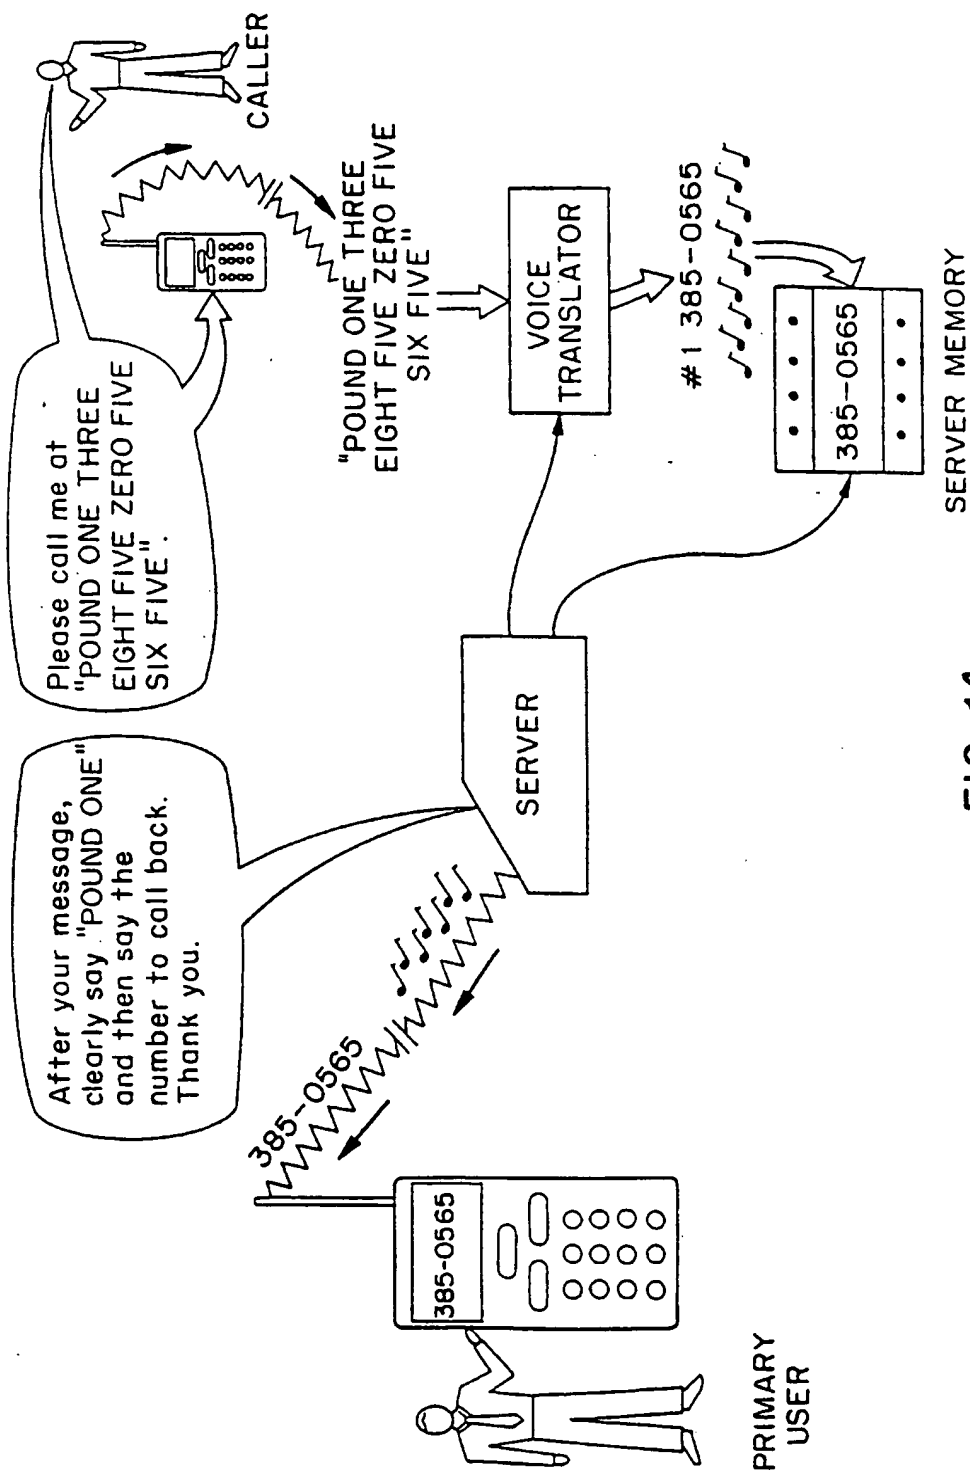 After your message,
clearly say "POUND ONE"
and then say the
number to call back.
Thank you.
Please call me at
"POUND ONE THREE
EIGHT FIVE ZERO FIVE
SIX FIVE".
CALLER
"POUND ONE THREE
EIGHT FIVE ZERO FIVE
SIX FIVE"
VOICE
TRANSLATOR
#1 385-0565
385-0565
SERVER MEMORY
SERVER
385-0565
385-0565
PRIMARY
USER